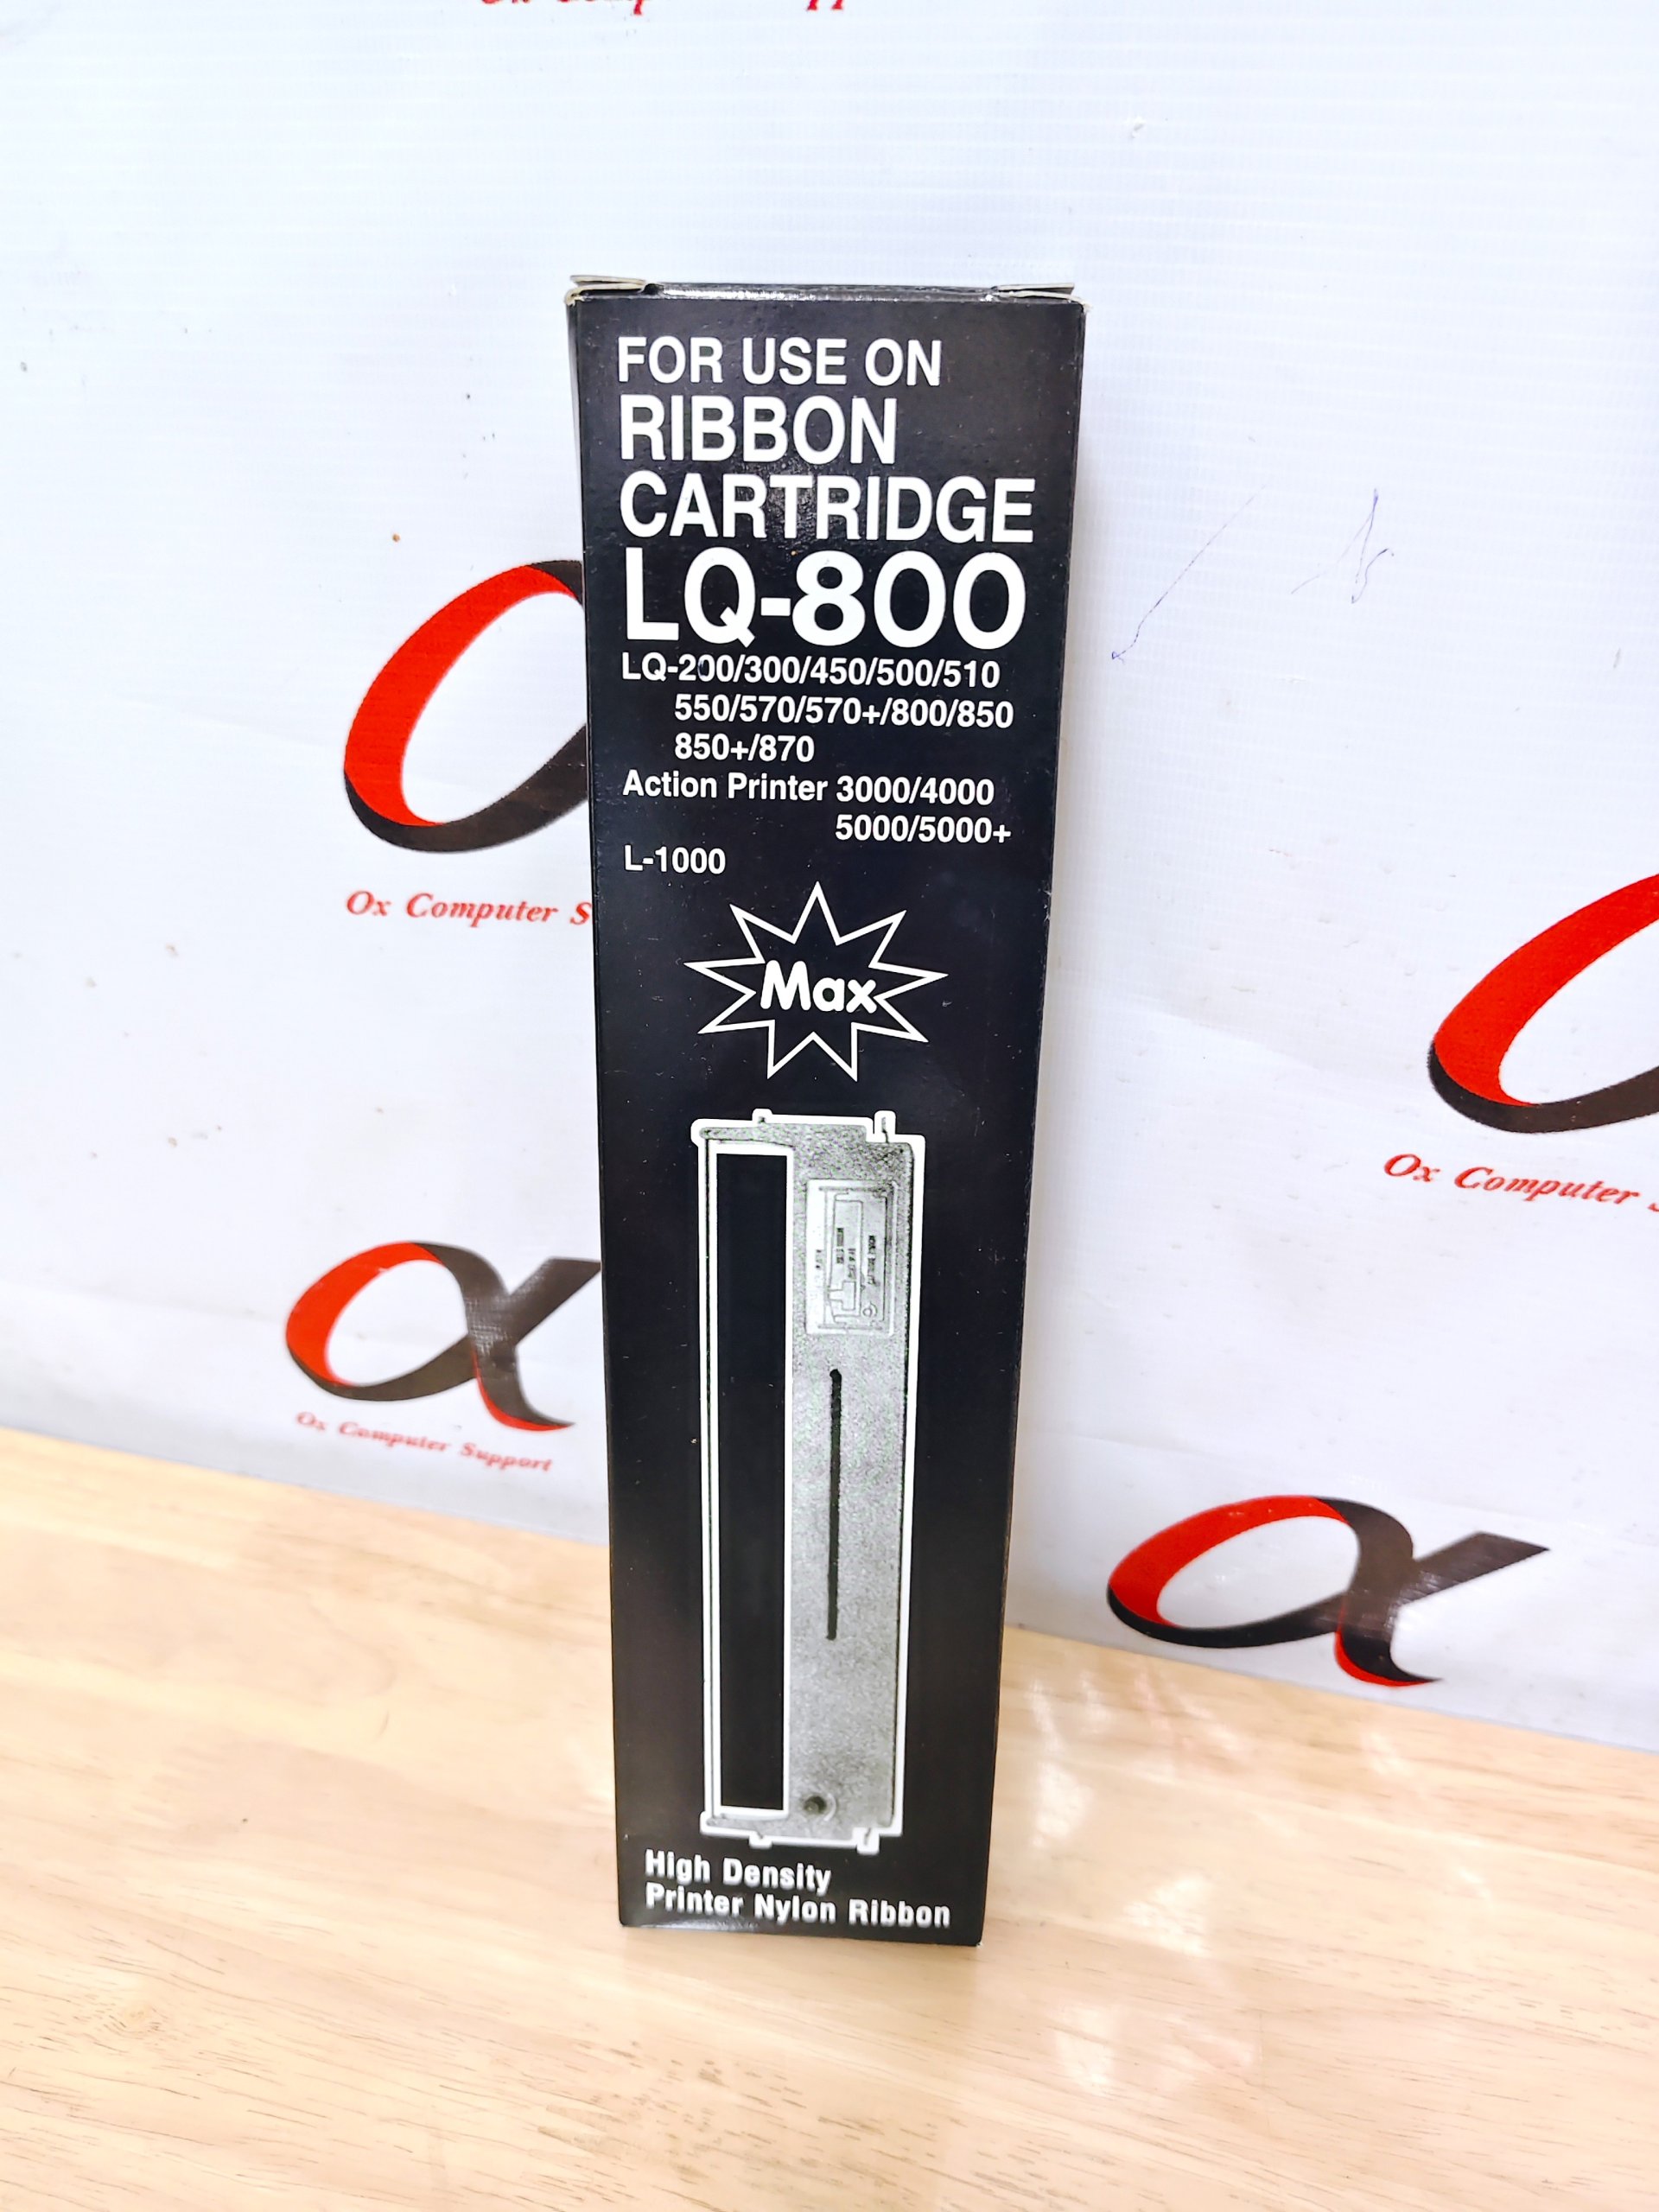 FOR USE ON
RIBBON
CARTRIDGE
LQ-800
LQ-200/300/450/500/510
550/570/570+/800/850
850+/870
Action Printer 3000/4000
5000/5000+
L-1000
Max
High Density
Printer Nylon Ribbon
Ox Computer S
Ox Computer
Ox Computer Support